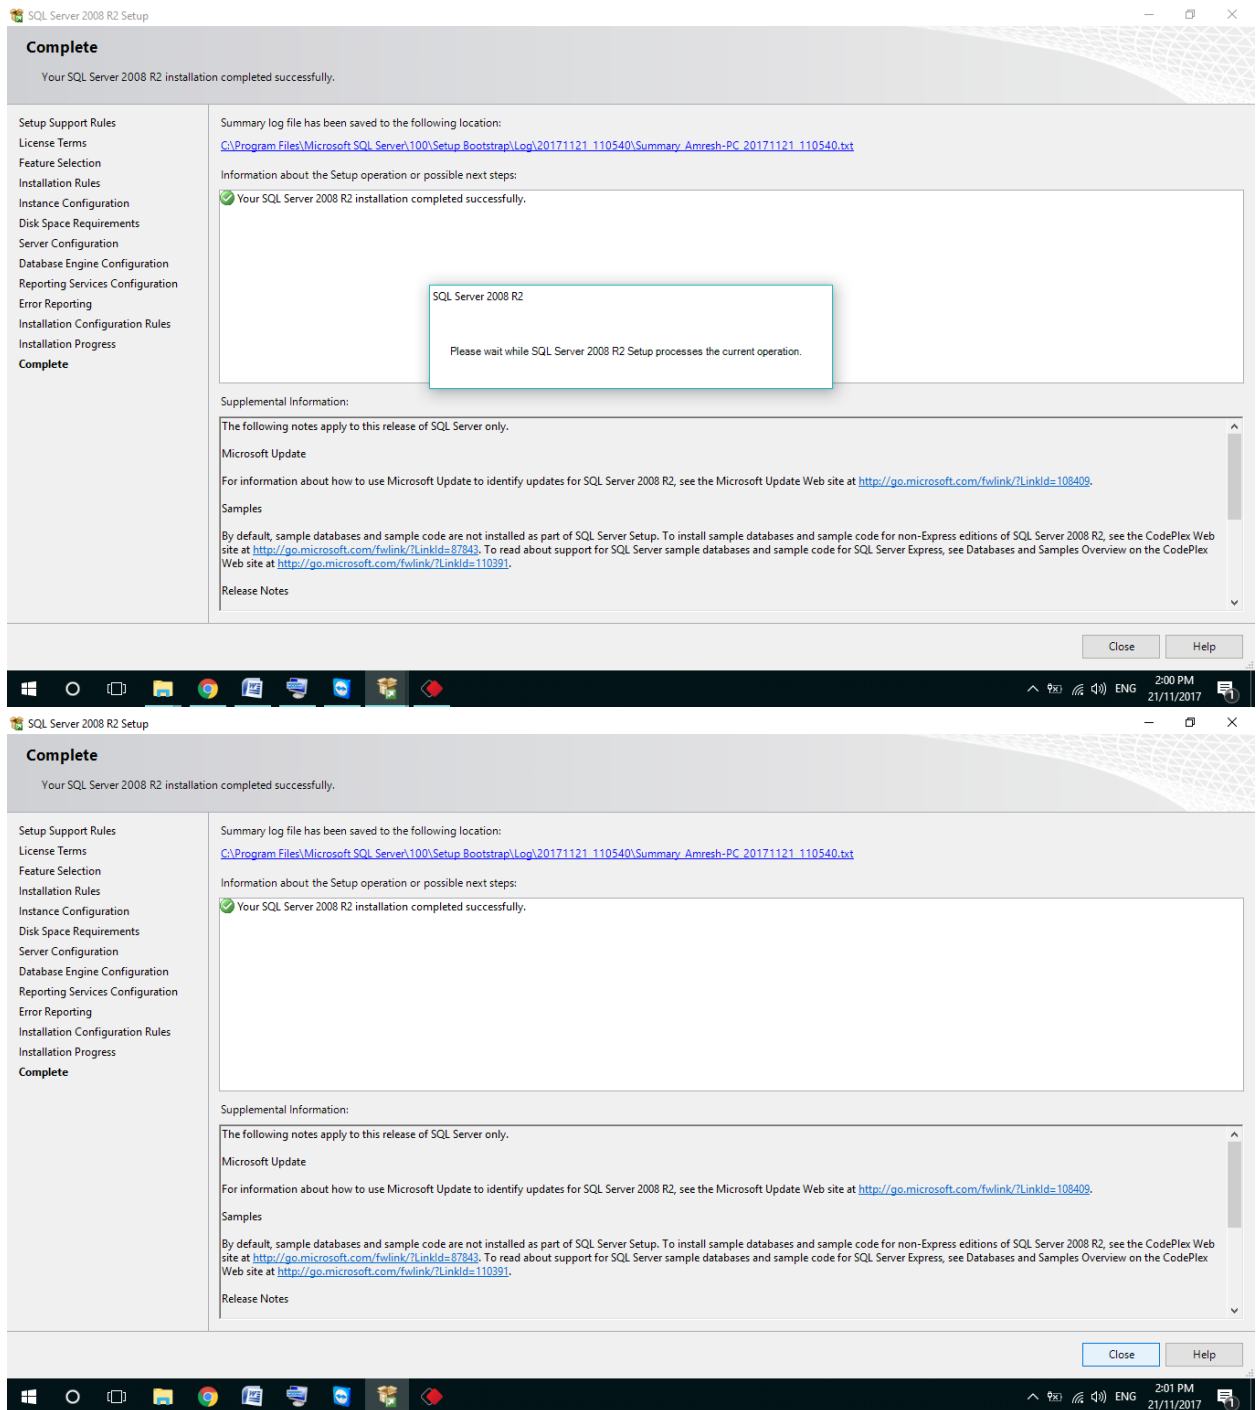 SQL Server 2008 R2 Setup
Complete
Your SQL Server 2008 R2 installation completed successfully.
Setup Support Rules
License Terms
Feature Selection
Installation Rules
Instance Configuration
Disk Space Requirements
Server Configuration
Database Engine Configuration
Reporting Services Configuration
Error Reporting
Installation Configuration Rules
Installation Progress
Complete
Summary log file has been saved to the following location:
C:\Program Files\Microsoft SQL Server\100\Setup Bootstrap\Log\20171121_110540\Summary_Amresh-PC_20171121_110540.txt
Information about the Setup operation or possible next steps:
Your SQL Server 2008 R2 installation completed successfully.
SQL Server 2008 R2
Please wait while SQL Server 2008 R2 Setup processes the current operation.
Supplemental Information:
The following notes apply to this release of SQL Server only.
Microsoft Update
For information about how to use Microsoft Update to identify updates for SQL Server 2008 R2, see the Microsoft Update Web site at http://go.microsoft.com/fwlink/?LinkId=108409.
Samples
By default, sample databases and sample code are not installed as part of SQL Server Setup. To install sample databases and sample code for non-Express editions of SQL Server 2008 R2, see the CodePlex Web
site at http://go.microsoft.com/fwlink/?LinkId=87843. To read about support for SQL Server sample databases and sample code for SQL Server Express, see Databases and Samples Overview on the CodePlex
Web site at http://go.microsoft.com/fwlink/?LinkId=110391.
Release Notes
Close
Help
ENG
2:00 PM
21/11/2017
1
SQL Server 2008 R2 Setup
Complete
Your SQL Server 2008 R2 installation completed successfully.
Setup Support Rules
License Terms
Feature Selection
Installation Rules
Instance Configuration
Disk Space Requirements
Server Configuration
Database Engine Configuration
Reporting Services Configuration
Error Reporting
Installation Configuration Rules
Installation Progress
Complete
Summary log file has been saved to the following location:
C:\Program Files\Microsoft SQL Server\100\Setup Bootstrap\Log\20171121_110540\Summary_Amresh-PC_20171121_110540.txt
Information about the Setup operation or possible next steps:
Your SQL Server 2008 R2 installation completed successfully.
Supplemental Information:
The following notes apply to this release of SQL Server only.
Microsoft Update
For information about how to use Microsoft Update to identify updates for SQL Server 2008 R2, see the Microsoft Update Web site at http://go.microsoft.com/fwlink/?LinkId=108409.
Samples
By default, sample databases and sample code are not installed as part of SQL Server Setup. To install sample databases and sample code for non-Express editions of SQL Server 2008 R2, see the CodePlex Web
site at http://go.microsoft.com/fwlink/?LinkId=87843. To read about support for SQL Server sample databases and sample code for SQL Server Express, see Databases and Samples Overview on the CodePlex
Web site at http://go.microsoft.com/fwlink/?LinkId=110391.
Release Notes
Close
Help
ENG
2:01 PM
21/11/2017
1